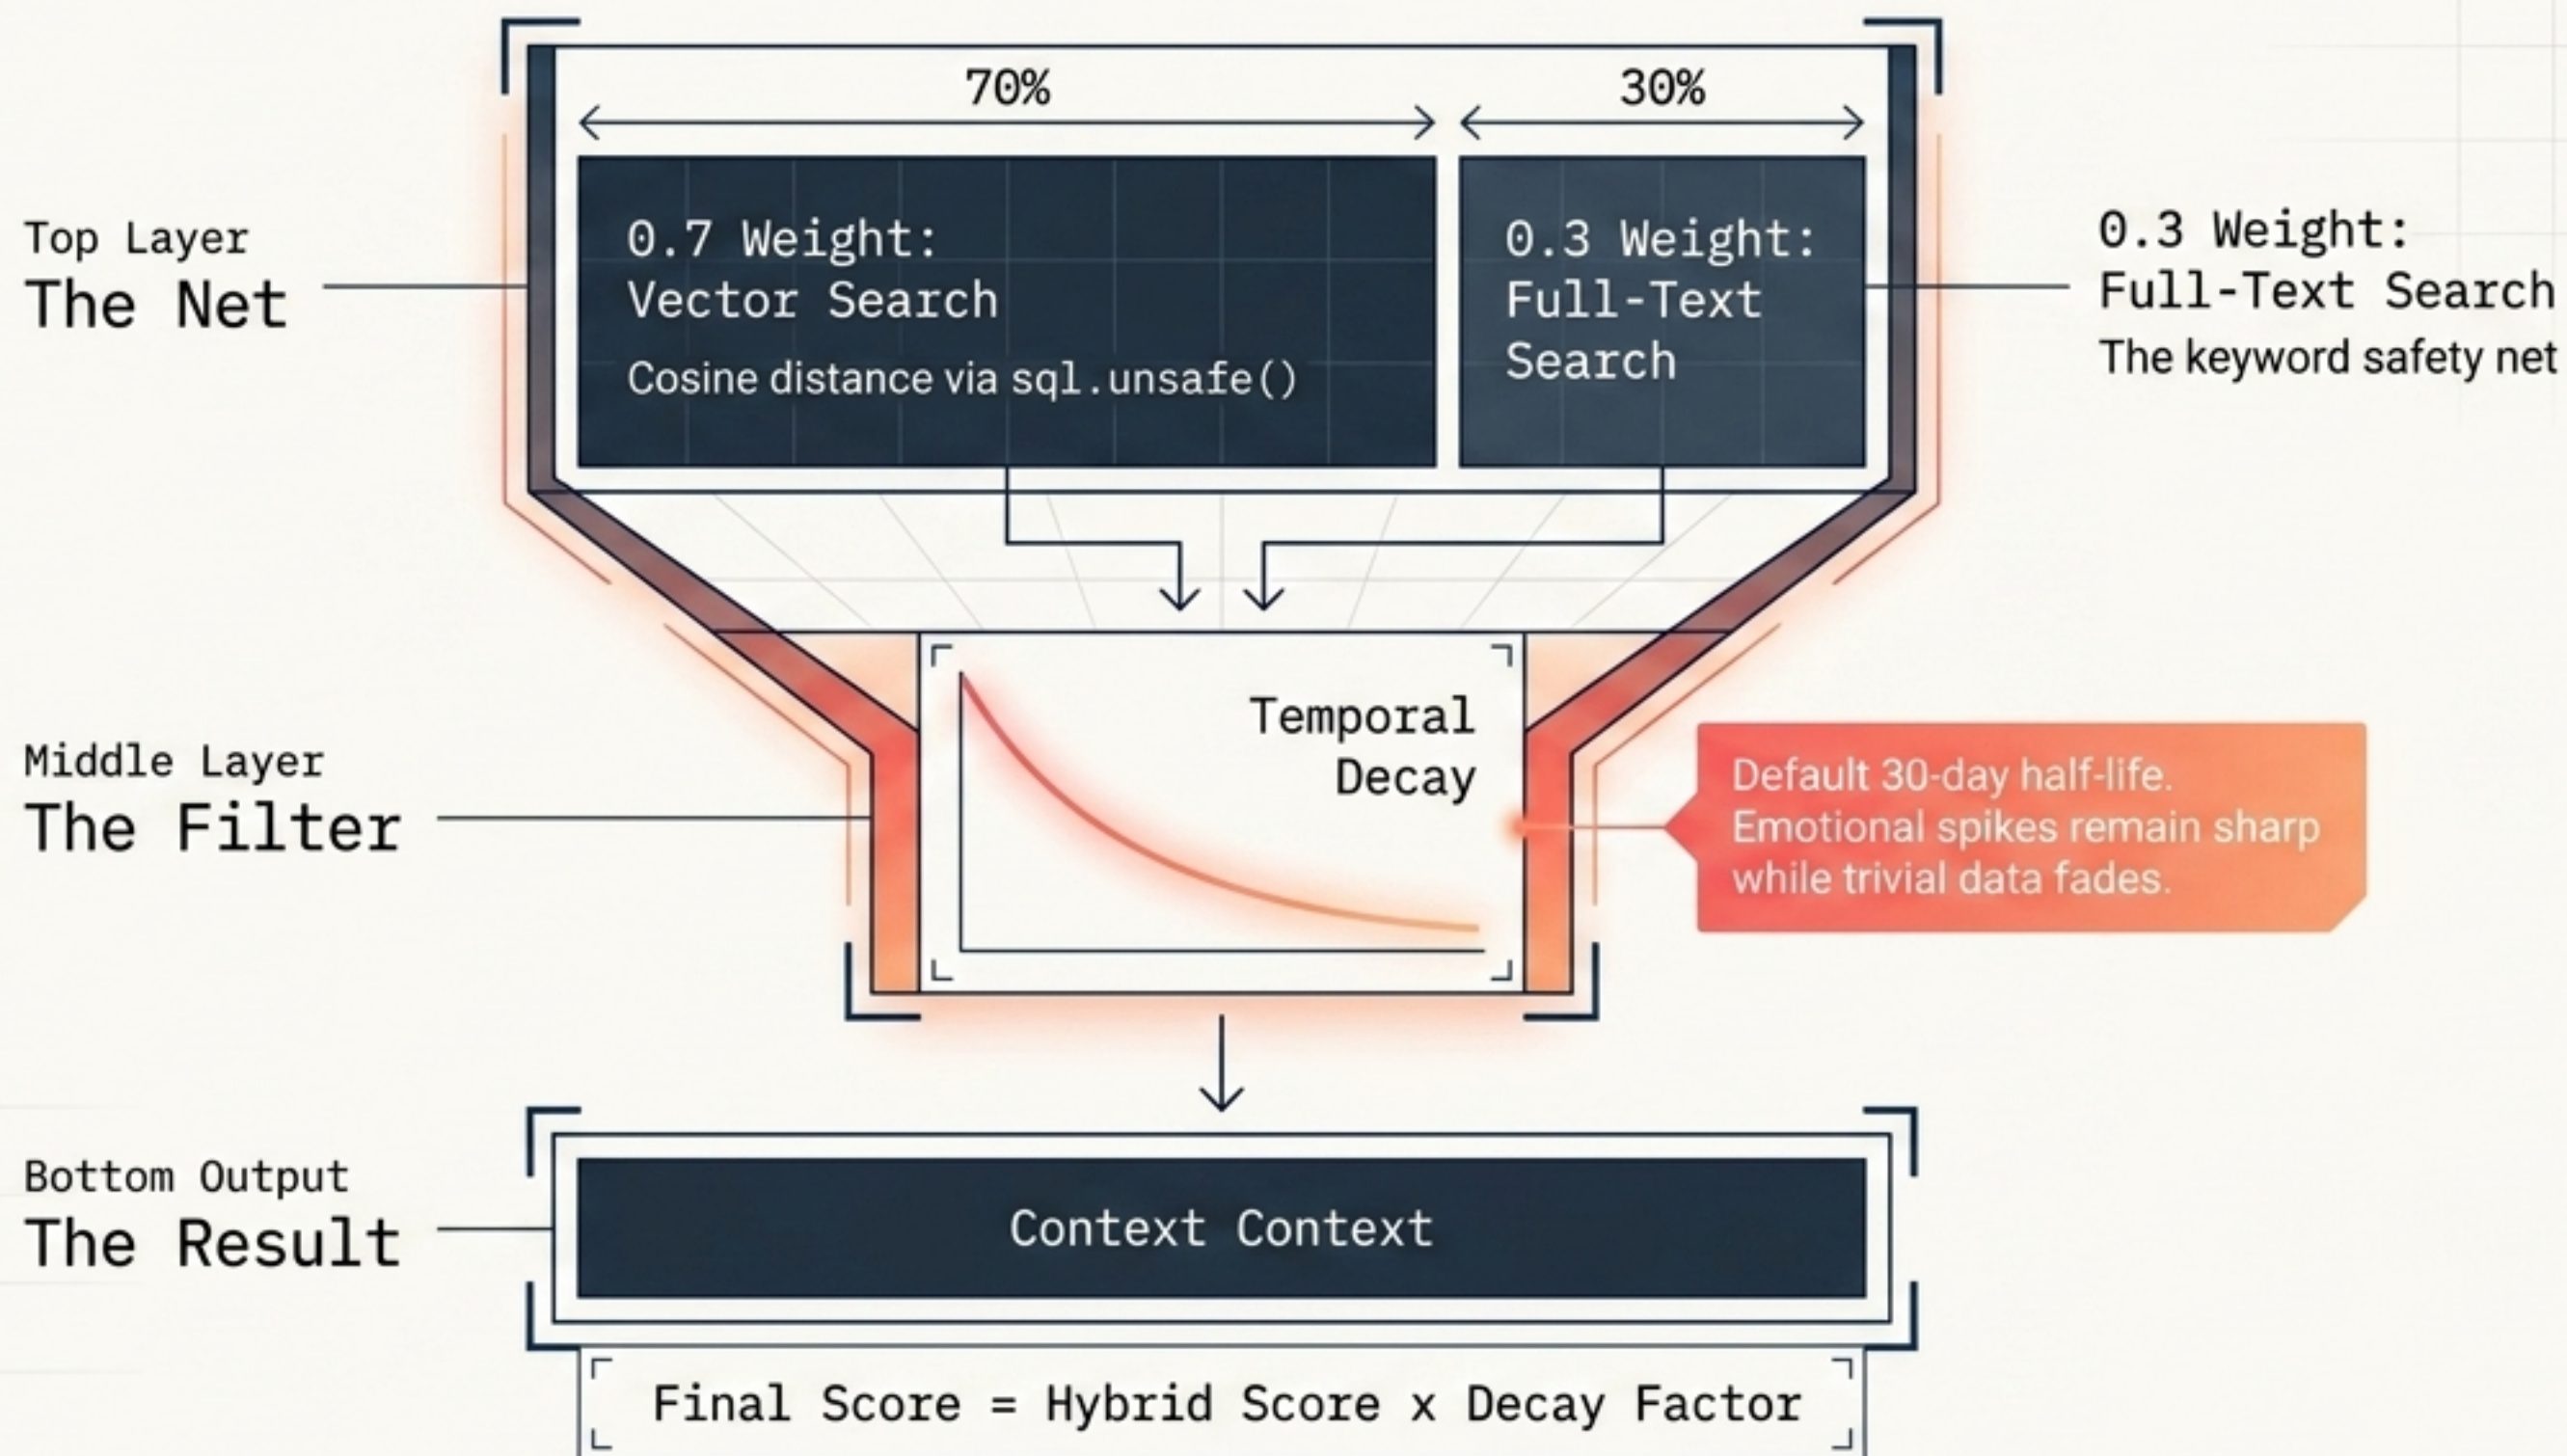 70%
30%
Top Layer
The Net
0.7 Weight:
Vector Search
Cosine distance via sql.unsafe()
0.3 Weight:
Full-Text
Search
0.3 Weight:
Full-Text Search
The keyword safety net
Middle Layer
The Filter
Temporal
Decay
Default 30-day half-life.
Emotional spikes remain sharp
while trivial data fades.
Bottom Output
The Result
Context Context
Final Score = Hybrid Score x Decay Factor